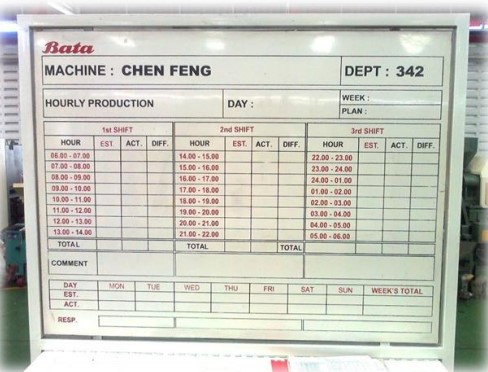 Bata
MACHINE : CHEN FENG DEPT : 342
HOURLY PRODUCTION DAY : WEEK :
PLAN :
1st SHIFT 2nd SHIFT 3rd SHIFT
HOUR EST. ACT. DIFF. HOUR EST. ACT. DIFF. HOUR EST. ACT. DIFF.
06.00 - 07.00 14.00 - 15.00 22.00 - 23.00
07.00 - 08.00 15.00 - 16.00 23.00 - 24.00
08.00 - 09.00 16.00 - 17.00 24.00 - 01.00
09.00 - 10.00 17.00 - 18.00 01.00 - 02.00
10.00 - 11.00 18.00 - 19.00 02.00 - 03.00
11.00 - 12.00 19.00 - 20.00 03.00 - 04.00
12.00 - 13.00 20.00 - 21.00 04.00 - 05.00
13.00 - 14.00 21.00 - 22.00 05.00 - 06.00
TOTAL TOTAL TOTAL
COMMENT
DAY MON TUE WED THU FRI SAT SUN WEEK'S TOTAL
EST.
ACT.
RESP.